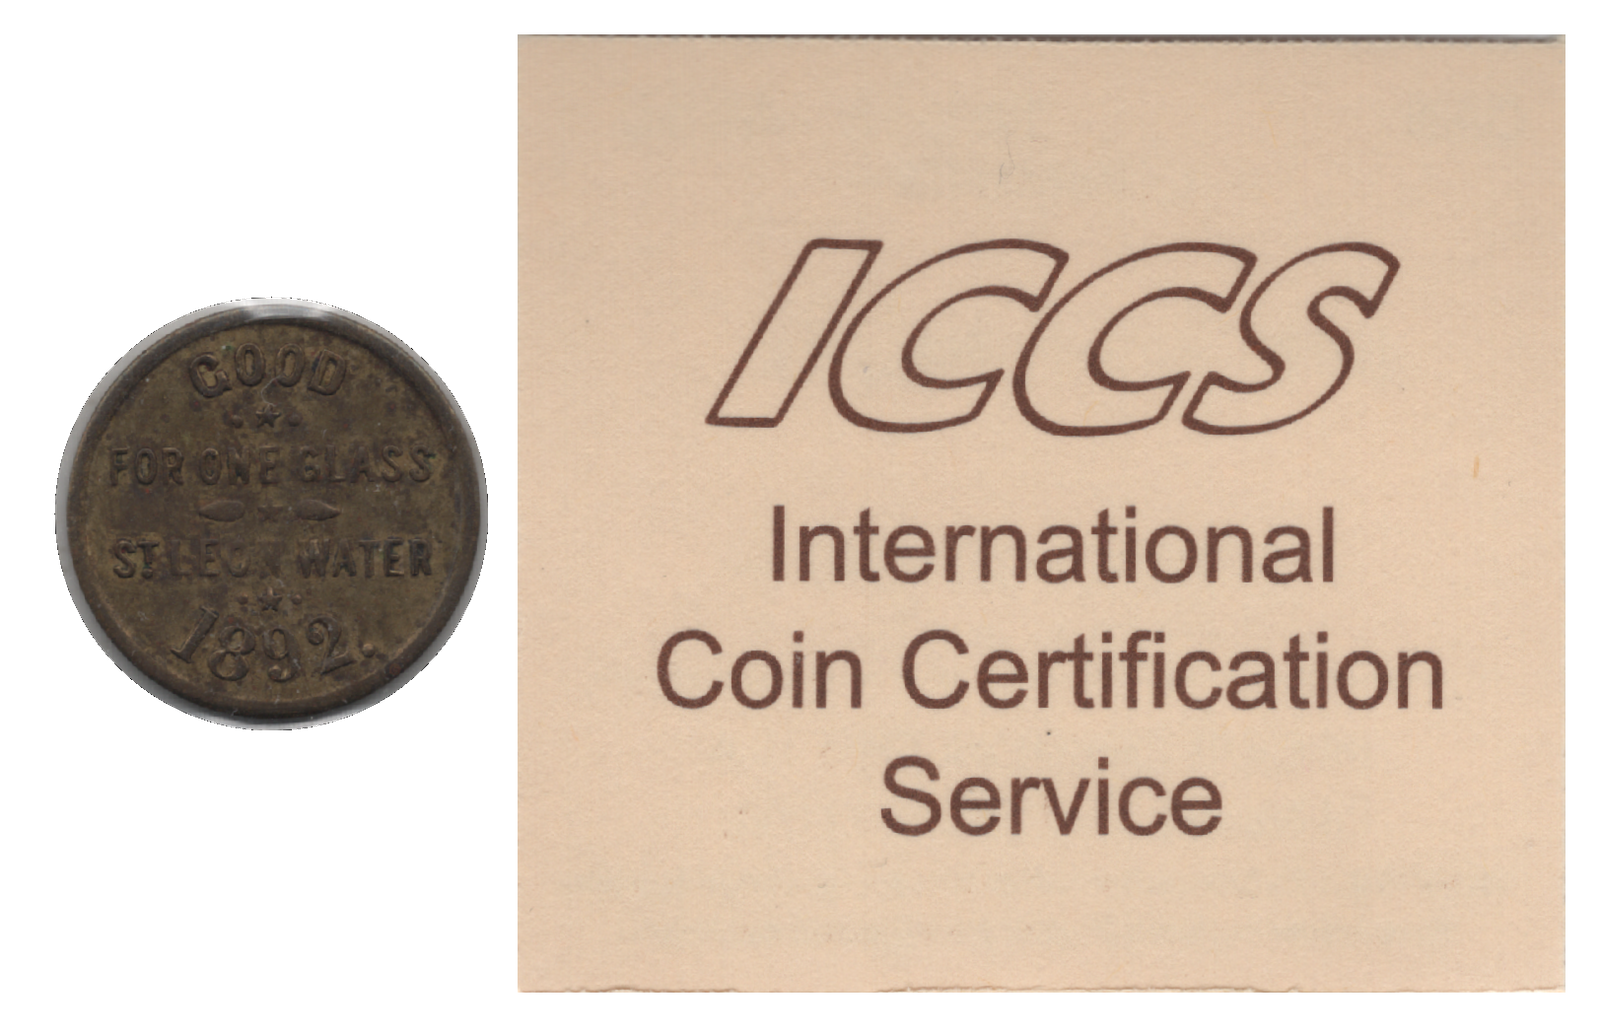 GOOD
FOR ONE GLASS
ST LEON WATER
1892.
ICCS
International
Coin Certification
Service